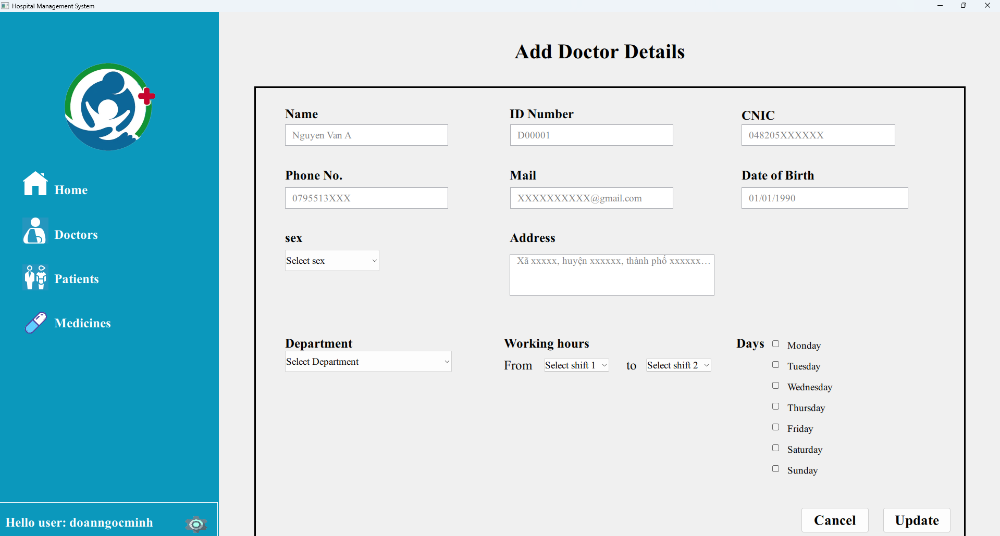 Hospital Management System
Add Doctor Details
Name
ID Number
CNIC
Nguyen Van A
D00001
048205XXXXXX
Phone No.
Mail
Date of Birth
0795513XXX
XXXXXXXXXX@gmail.com
01/01/1990
sex
Address
Select sex
Xã xxxxx, huyện xxxxxx, thành phố xxxxxx...
Department
Working hours
Days
Select Department
From
Select shift 1
to
Select shift 2
Monday
Tuesday
Wednesday
Thursday
Friday
Saturday
Sunday
Cancel
Update
Home
Doctors
Patients
Medicines
Hello user: doanngocminh